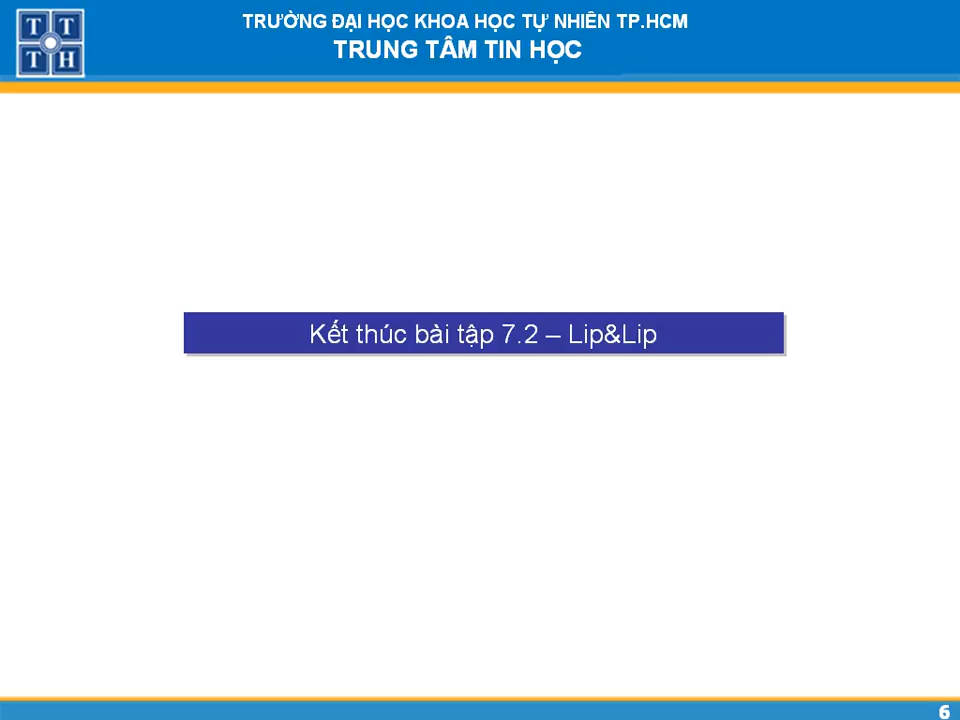 TRƯỜNG ĐẠI HỌC KHOA HỌC TỰ NHIÊN TP.HCM
TRUNG TÂM TIN HỌC
T T
T H
Kết thúc bài tập 7.2 – Lip&Lip
6